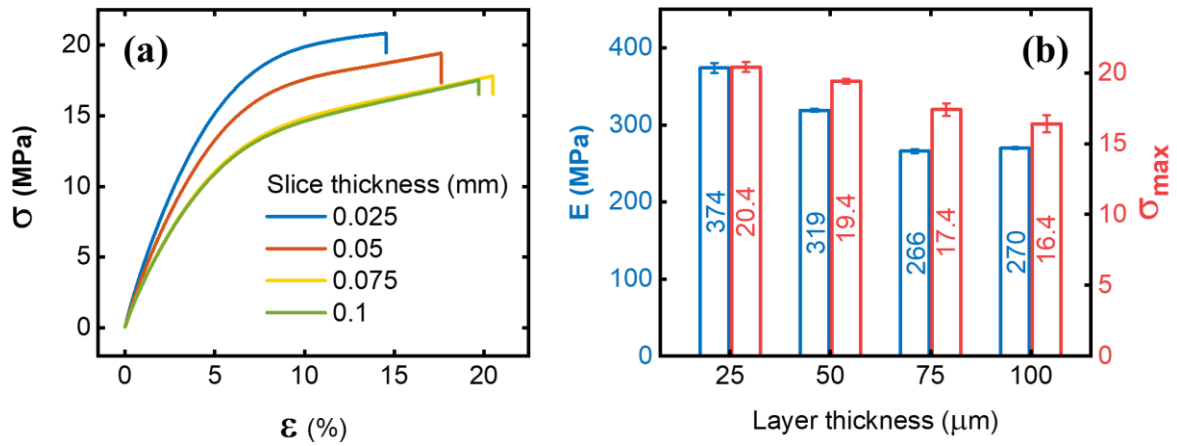 (a)
σ (MPa)
20
15
10
5
0
Slice thickness (mm)
0.025
0.05
0.075
0.1
0 5 10 15 20
ε (%)
(b)
E (MPa)
400
300
200
100
0
374
20.4
319
19.4
266
17.4
270
16.4
20
15
10
5
0
σmax
25 50 75 100
Layer thickness (μm)